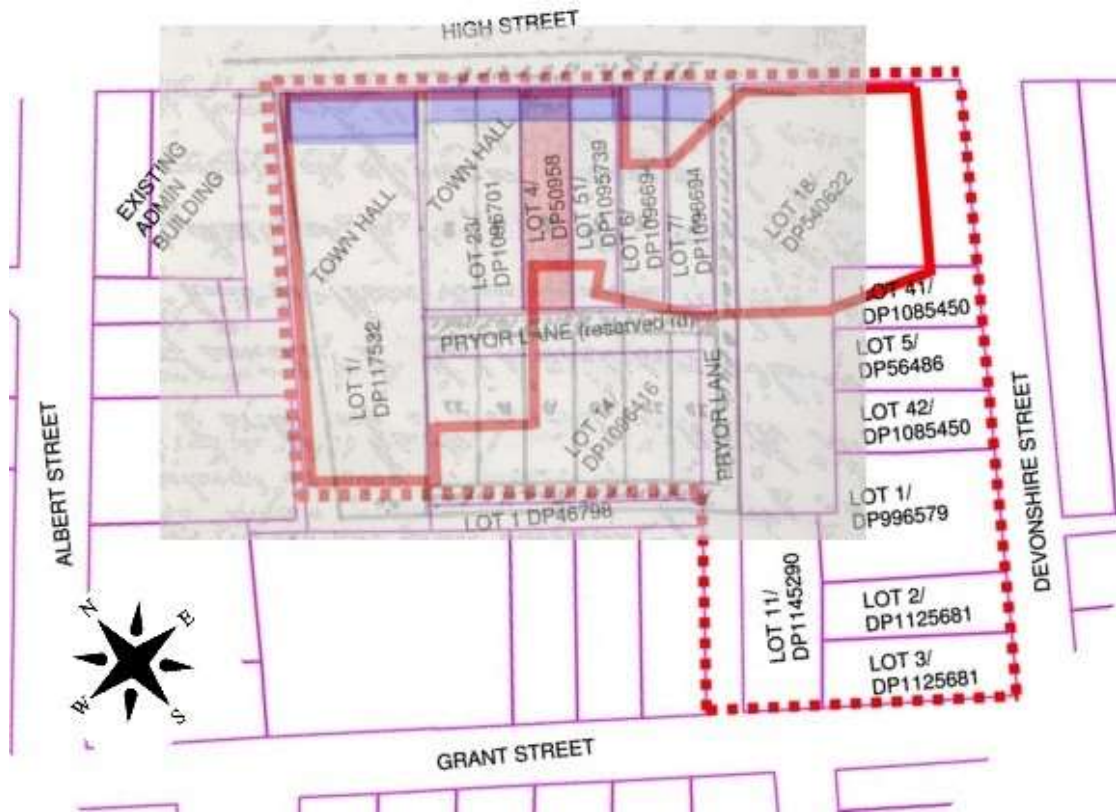 HIGH STREET
EXISTING
ADMIN
BUILDING
TOWN HALL
TOWN HALL
LOT 23/
DP1096701
LOT 4/
DP50958
LOT 51/
DP1095739
LOT 6/
LOT 7/
DP1096694
LOT 18/
DP540622
LOT 41/
DP1085450
PRYOR LANE (reserved rd)
LOT 5/
DP56486
LOT 1/
DP117532
LOT 14/
DP1096416
PRYOR LANE
LOT 42/
DP1085450
ALBERT STREET
DEVONSHIRE STREET
LOT 1/
DP996579
LOT 1 DP46798
LOT 11/
DP1145290
LOT 2/
DP1125681
LOT 3/
DP1125681
N
E
W
S
GRANT STREET